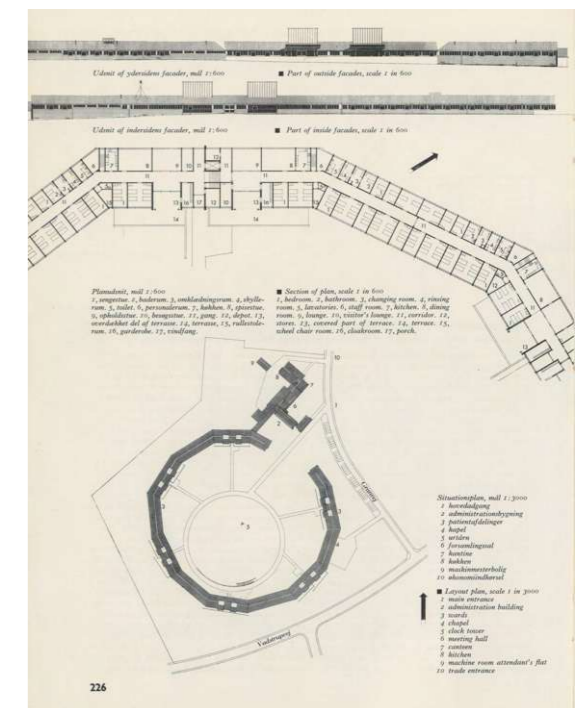 Udsnit af ydersidens facader, mål 1:600
■ Part of outside facades, scale 1 in 600
Udsnit af indersidens facader, mål 1:600
■ Part of inside facades, scale 1 in 600
Planudsnit, mål 1:600
1, sengestue. 2, baderum. 3, omklædningsrum. 4, skylle-
rum. 5, toilet. 6, personalerum. 7, køkken. 8, spisestue.
9, opholdsstue. 10, besøgsstue. 11, gang. 12, depot. 13,
overdækket del af terrasse. 14, terrasse, 15, rullestole-
rum. 16, garderobe. 17, vindfang.
■ Section of plan, scale 1 in 600
1, bedroom. 2, bathroom. 3, changing room. 4, rinsing
room. 5, lavatories. 6, staff room. 7, kitchen. 8, dining
room. 9, lounge. 10, visitor's lounge. 11, corridor. 12,
stores. 13, covered part of terrace. 14, terrace. 15,
wheel chair room. 16, cloakroom. 17, porch.
Situationsplan, mål 1:3000
1 hovedadgang
2 administrationsbygning
3 patientafdelinger
4 kapel
5 urtårn
6 forsamlingssal
7 kantine
8 køkken
9 maskinmesterbolig
10 økonomiindkørsel
■ Layout plan, scale 1 in 3000
1 main entrance
2 administration building
3 wards
4 chapel
5 clock tower
6 meeting hall
7 canteen
8 kitchen
9 machine room attendant's flat
10 trade entrance
226